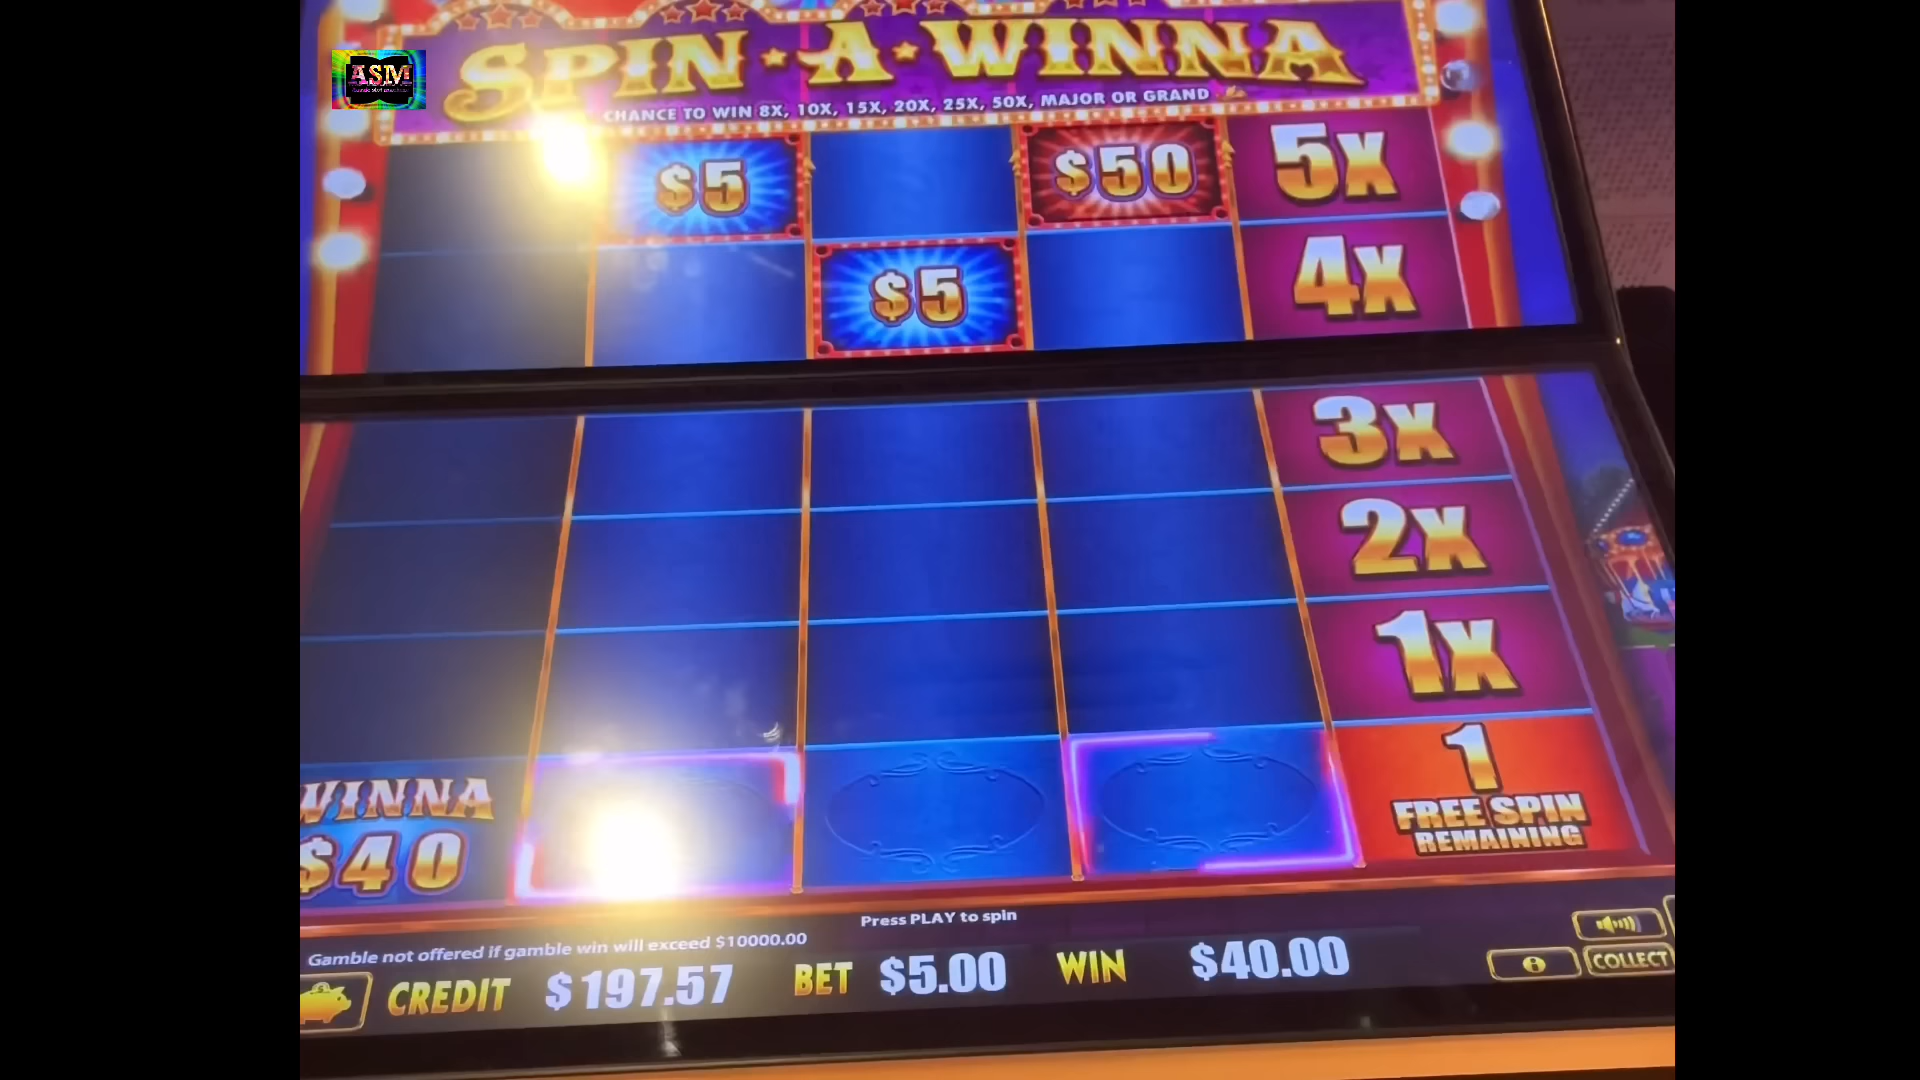 ASM
SPIN·A·WINNA
CHANCE TO WIN 8X, 10X, 15X, 20X, 25X, 50X, MAJOR OR GRAND
$5
$50
5X
$5
4X
3X
2X
1X
WINNA
$40
1
FREE SPIN
REMAINING
Press PLAY to spin
Gamble not offered if gamble win will exceed $10000.00
CREDIT $197.57 BET $5.00 WIN $40.00
COLLECT